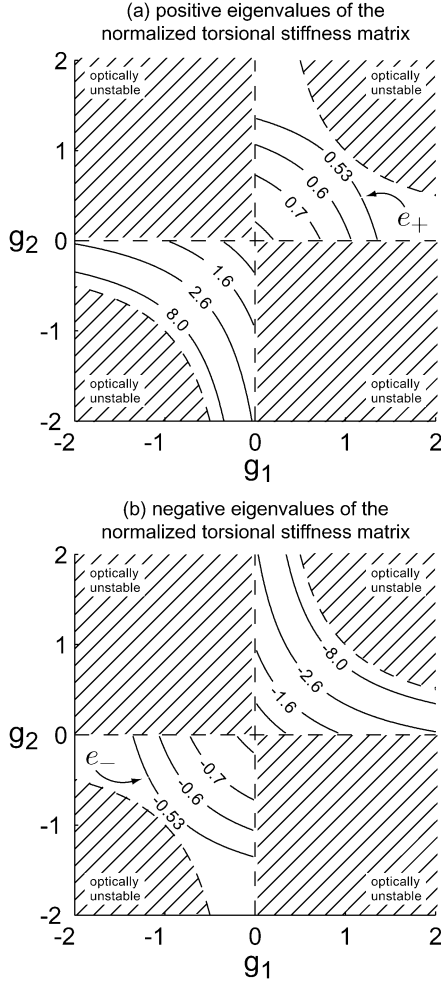 (a) positive eigenvalues of the
normalized torsional stiffness matrix
2
optically
unstable
optically
unstable
1
0.53
0.6
0.7
e+
g2
0
1.6
2.6
8.0
-1
optically
unstable
optically
unstable
-2
-2
-1
0
1
2
g1
(b) negative eigenvalues of the
normalized torsional stiffness matrix
2
optically
unstable
optically
unstable
1
-8.0
-2.6
-1.6
g2
0
e−
-0.7
-0.6
-0.53
-1
optically
unstable
optically
unstable
-2
-2
-1
0
1
2
g1